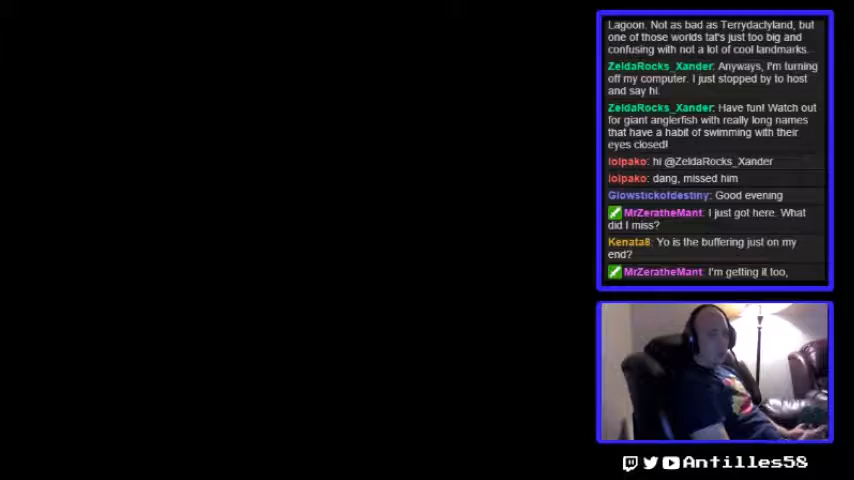 Lagoon. Not as bad as Terrydactyland, but
one of those worlds tat's just too big and
confusing with not a lot of cool landmarks.
ZeldaRocks_Xander: Anyways, I'm turning
off my computer. I just stopped by to host
and say hi.
ZeldaRocks_Xander: Have fun! Watch out
for giant anglerfish with really long names
that have a habit of swimming with their
eyes closed!
lolpako: hi @ZeldaRocks_Xander
lolpako: dang, missed him
Glowstickofdestiny: Good evening
MrZeratheMant: I just got here. What
did I miss?
Kenata8: Yo is the buffering just on my
end?
MrZeratheMant: I'm getting it too,
Antilles58